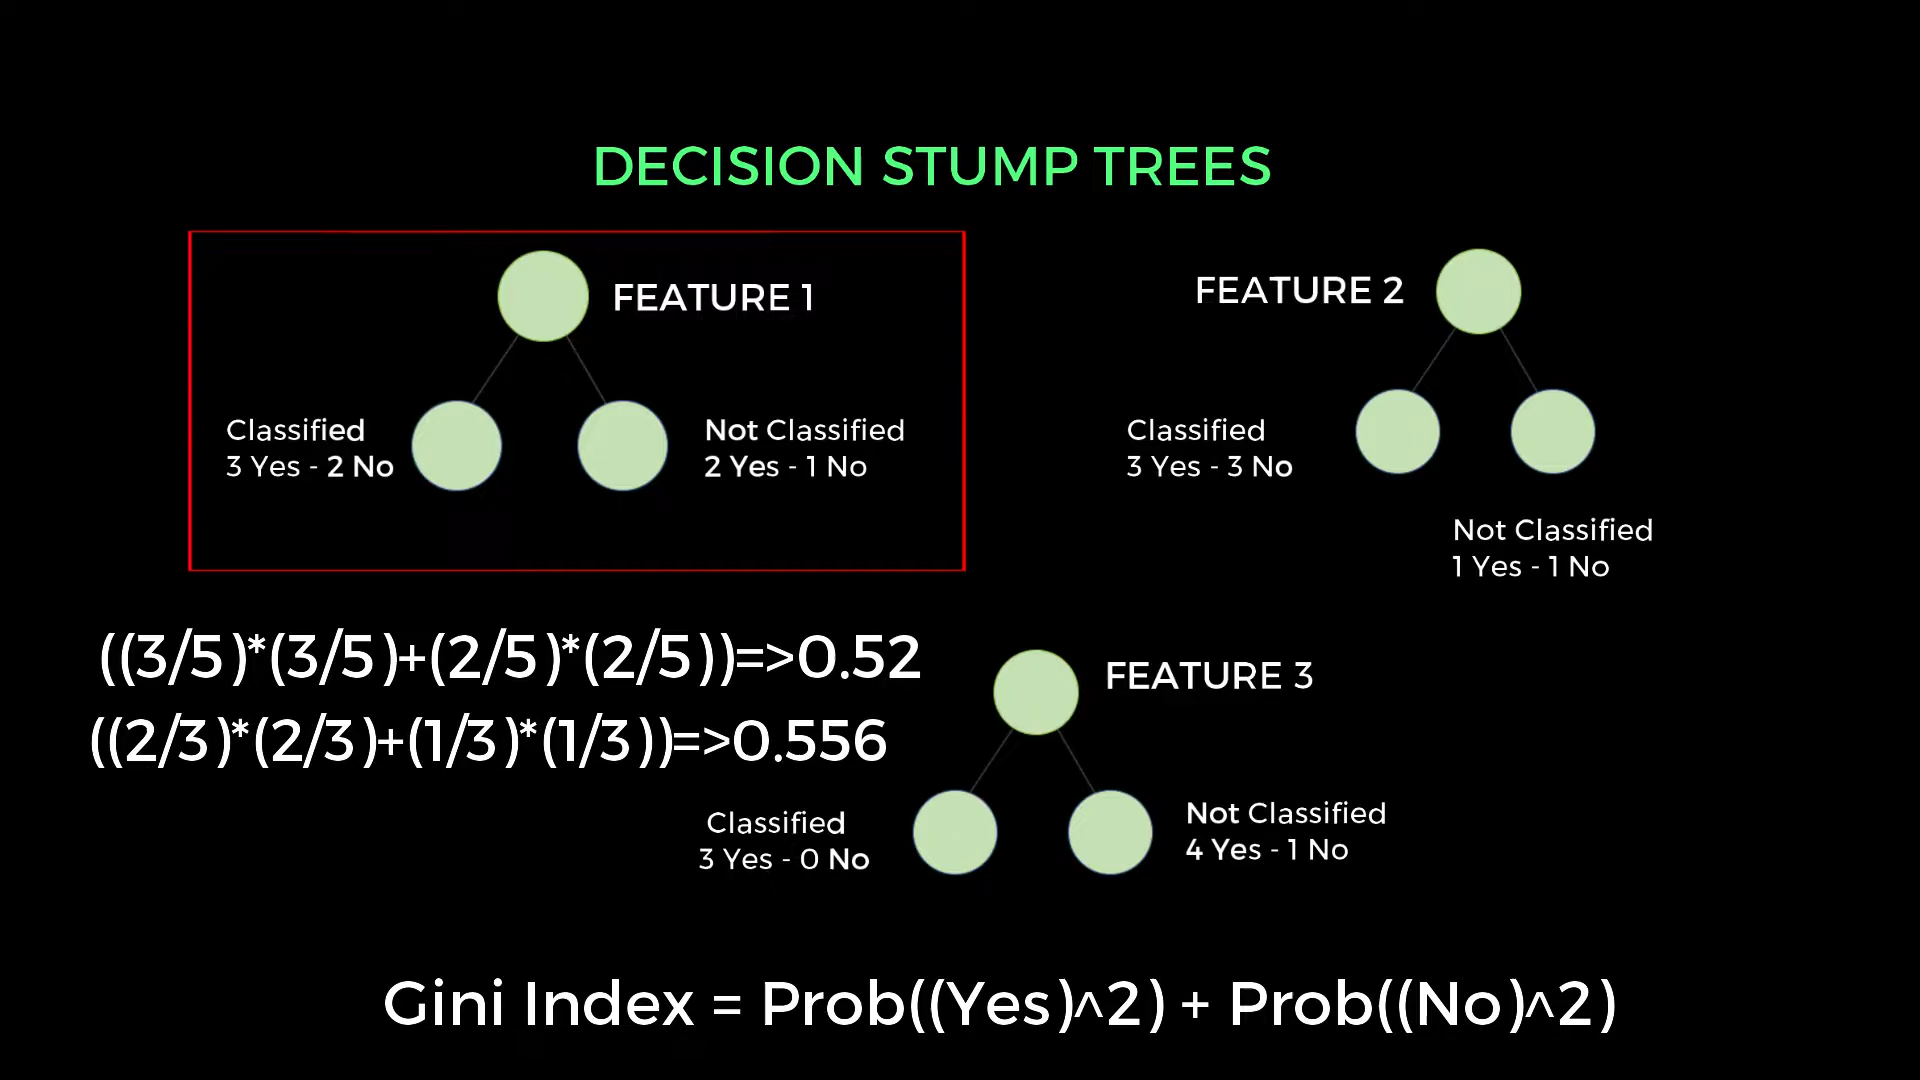 DECISION STUMP TREES
FEATURE 1
Classified
3 Yes - 2 No
Not Classified
2 Yes - 1 No
FEATURE 2
Classified
3 Yes - 3 No
Not Classified
1 Yes - 1 No
((3/5)*(3/5)+(2/5)*(2/5))=>0.52
((2/3)*(2/3)+(1/3)*(1/3))=>0.556
FEATURE 3
Classified
3 Yes - 0 No
Not Classified
4 Yes - 1 No
Gini Index = Prob((Yes)^2) + Prob((No)^2)